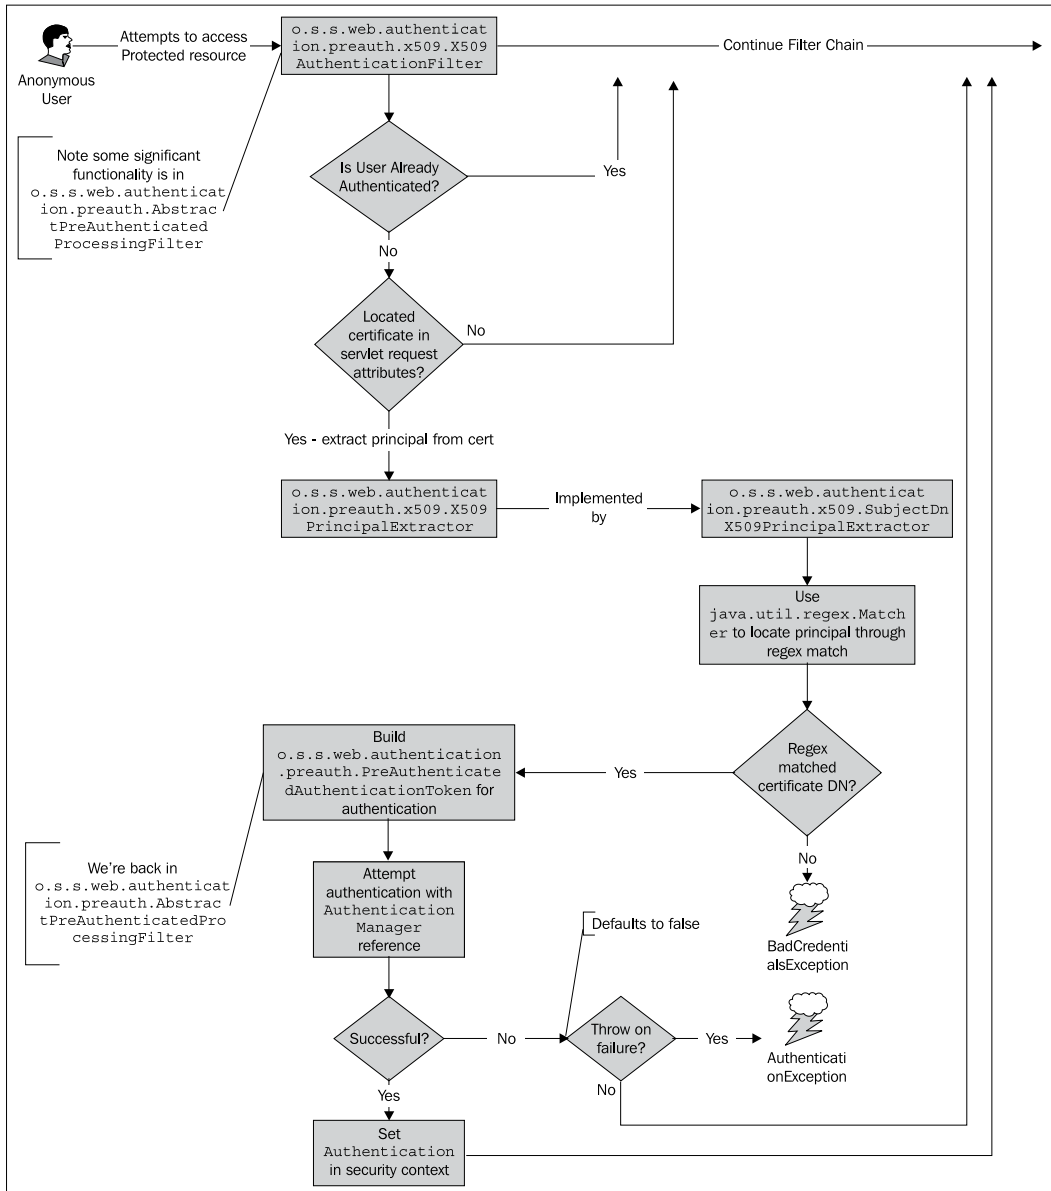 Anonymous
User
Attempts to access
Protected resource
o.s.s.web.authenticat
ion.preauth.x509.X509
AuthenticationFilter
Continue Filter Chain
Note some significant
functionality is in
o.s.s.web.authenticat
ion.preauth.Abstrac
tPreAuthenticated
ProcessingFilter
Is User Already
Authenticated?
Yes
No
Located
certificate in
servlet request
attributes?
No
Yes - extract principal from cert
o.s.s.web.authenticat
ion.preauth.x509.X509
PrincipalExtractor
Implemented
by
o.s.s.web.authenticat
ion.preauth.x509.SubjectDn
X509PrincipalExtractor
Use
java.util.regex.Match
er to locate principal through
regex match
Regex
matched
certificate DN?
Yes
No
BadCredenti
alsException
Build
o.s.s.web.authentication
.preauth.PreAuthenticate
dAuthenticationToken for
authentication
We're back in
o.s.s.web.authenticat
ion.preauth.Abstrac
tPreAuthenticatedPro
cessingFilter
Attempt
authentication with
Authentication
Manager
reference
Defaults to false
Successful?
No
Throw on
failure?
Yes
Authenticati
onException
No
Yes
Set
Authentication
in security context